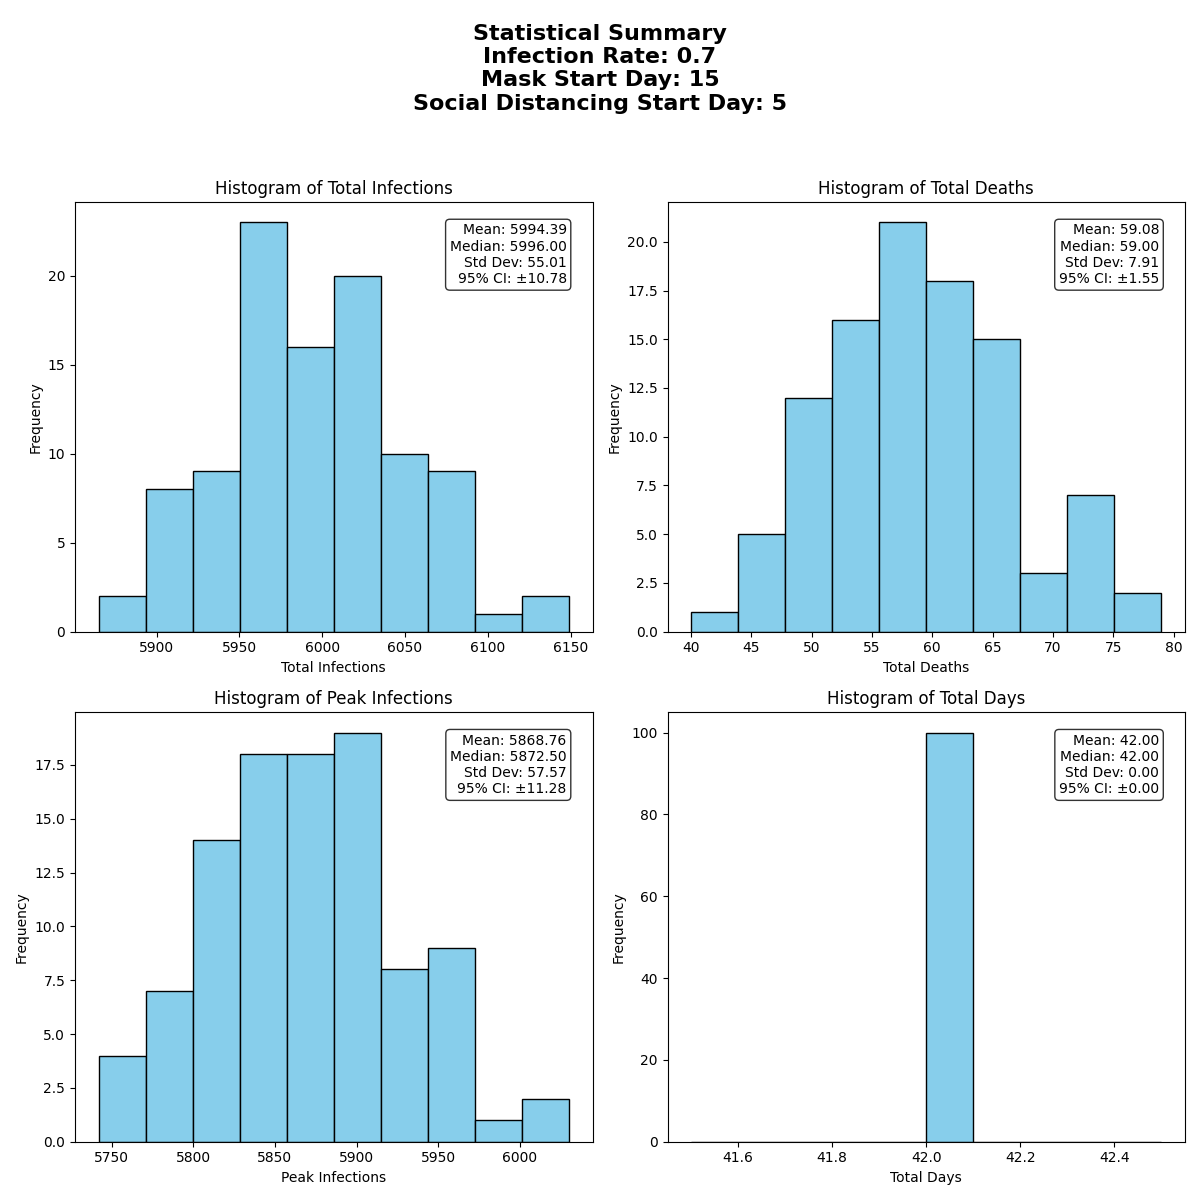 Statistical Summary
Infection Rate: 0.7
Mask Start Day: 15
Social Distancing Start Day: 5
Histogram of Total Infections
Mean: 5994.39
Median: 5996.00
Std Dev: 55.01
95% CI: ±10.78
Frequency
20
15
10
5
0
5900 5950 6000 6050 6100 6150
Total Infections
Histogram of Total Deaths
Mean: 59.08
Median: 59.00
Std Dev: 7.91
95% CI: ±1.55
Frequency
20.0
17.5
15.0
12.5
10.0
7.5
5.0
2.5
0.0
40 45 50 55 60 65 70 75 80
Total Deaths
Histogram of Peak Infections
Mean: 5868.76
Median: 5872.50
Std Dev: 57.57
95% CI: ±11.28
Frequency
17.5
15.0
12.5
10.0
7.5
5.0
2.5
0.0
5750 5800 5850 5900 5950 6000
Peak Infections
Histogram of Total Days
Mean: 42.00
Median: 42.00
Std Dev: 0.00
95% CI: ±0.00
Frequency
100
80
60
40
20
0
41.6 41.8 42.0 42.2 42.4
Total Days